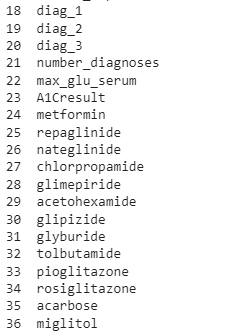 18 diag_1
19 diag_2
20 diag_3
21 number_diagnoses
22 max_glu_serum
23 A1Cresult
24 metformin
25 repaglinide
26 nateglinide
27 chlorpropamide
28 glimepiride
29 acetohexamide
30 glipizide
31 glyburide
32 tolbutamide
33 pioglitazone
34 rosiglitazone
35 acarbose
36 miglitol